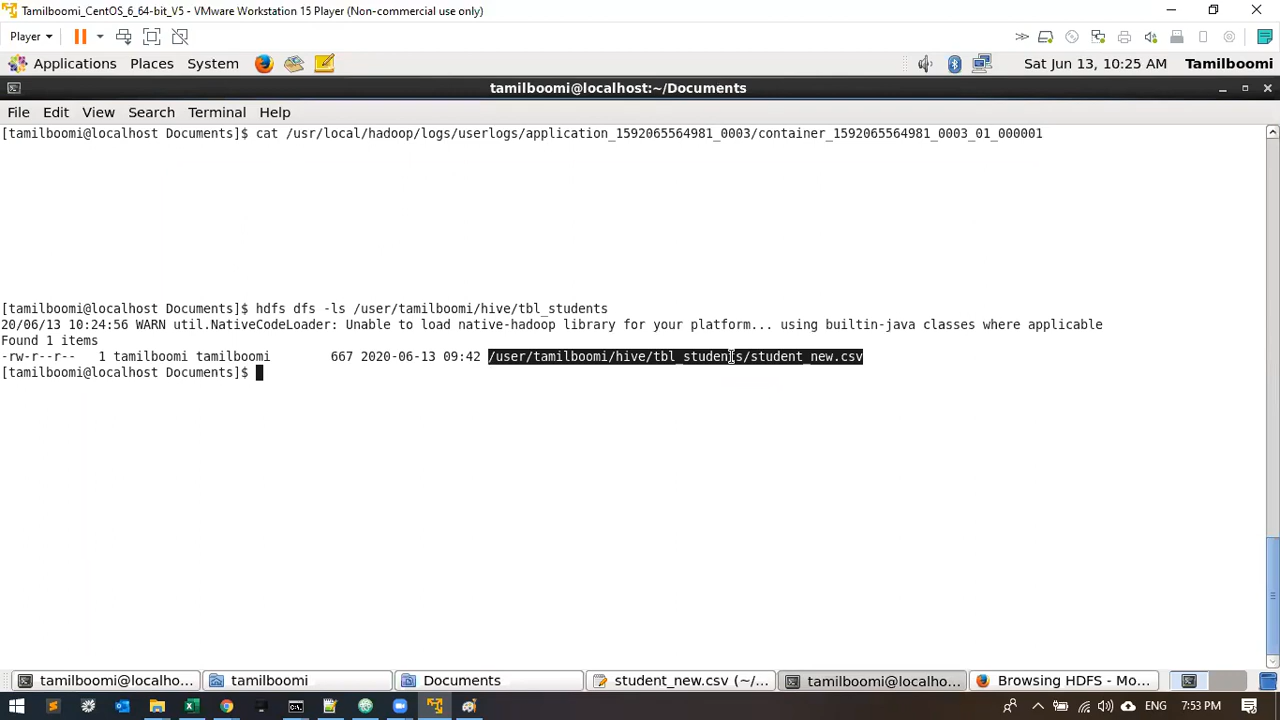 Tamilboomi_CentOS_6_64-bit_V5 - VMware Workstation 15 Player (Non-commercial use only)
Player
Applications Places System Sat Jun 13, 10:25 AM Tamilboomi
tamilboomi@localhost:~/Documents
File Edit View Search Terminal Help
[tamilboomi@localhost Documents]$ cat /usr/local/hadoop/logs/userlogs/application_1592065564981_0003/container_1592065564981_0003_01_000001
[tamilboomi@localhost Documents]$ hdfs dfs -ls /user/tamilboomi/hive/tbl_students
20/06/13 10:24:56 WARN util.NativeCodeLoader: Unable to load native-hadoop library for your platform... using builtin-java classes where applicable
Found 1 items
-rw-r--r-- 1 tamilboomi tamilboomi 667 2020-06-13 09:42 /user/tamilboomi/hive/tbl_students/student_new.csv
[tamilboomi@localhost Documents]$
tamilboomi@localho... tamilboomi Documents student_new.csv (~/... tamilboomi@localho... Browsing HDFS - Mo...
ENG 7:53 PM